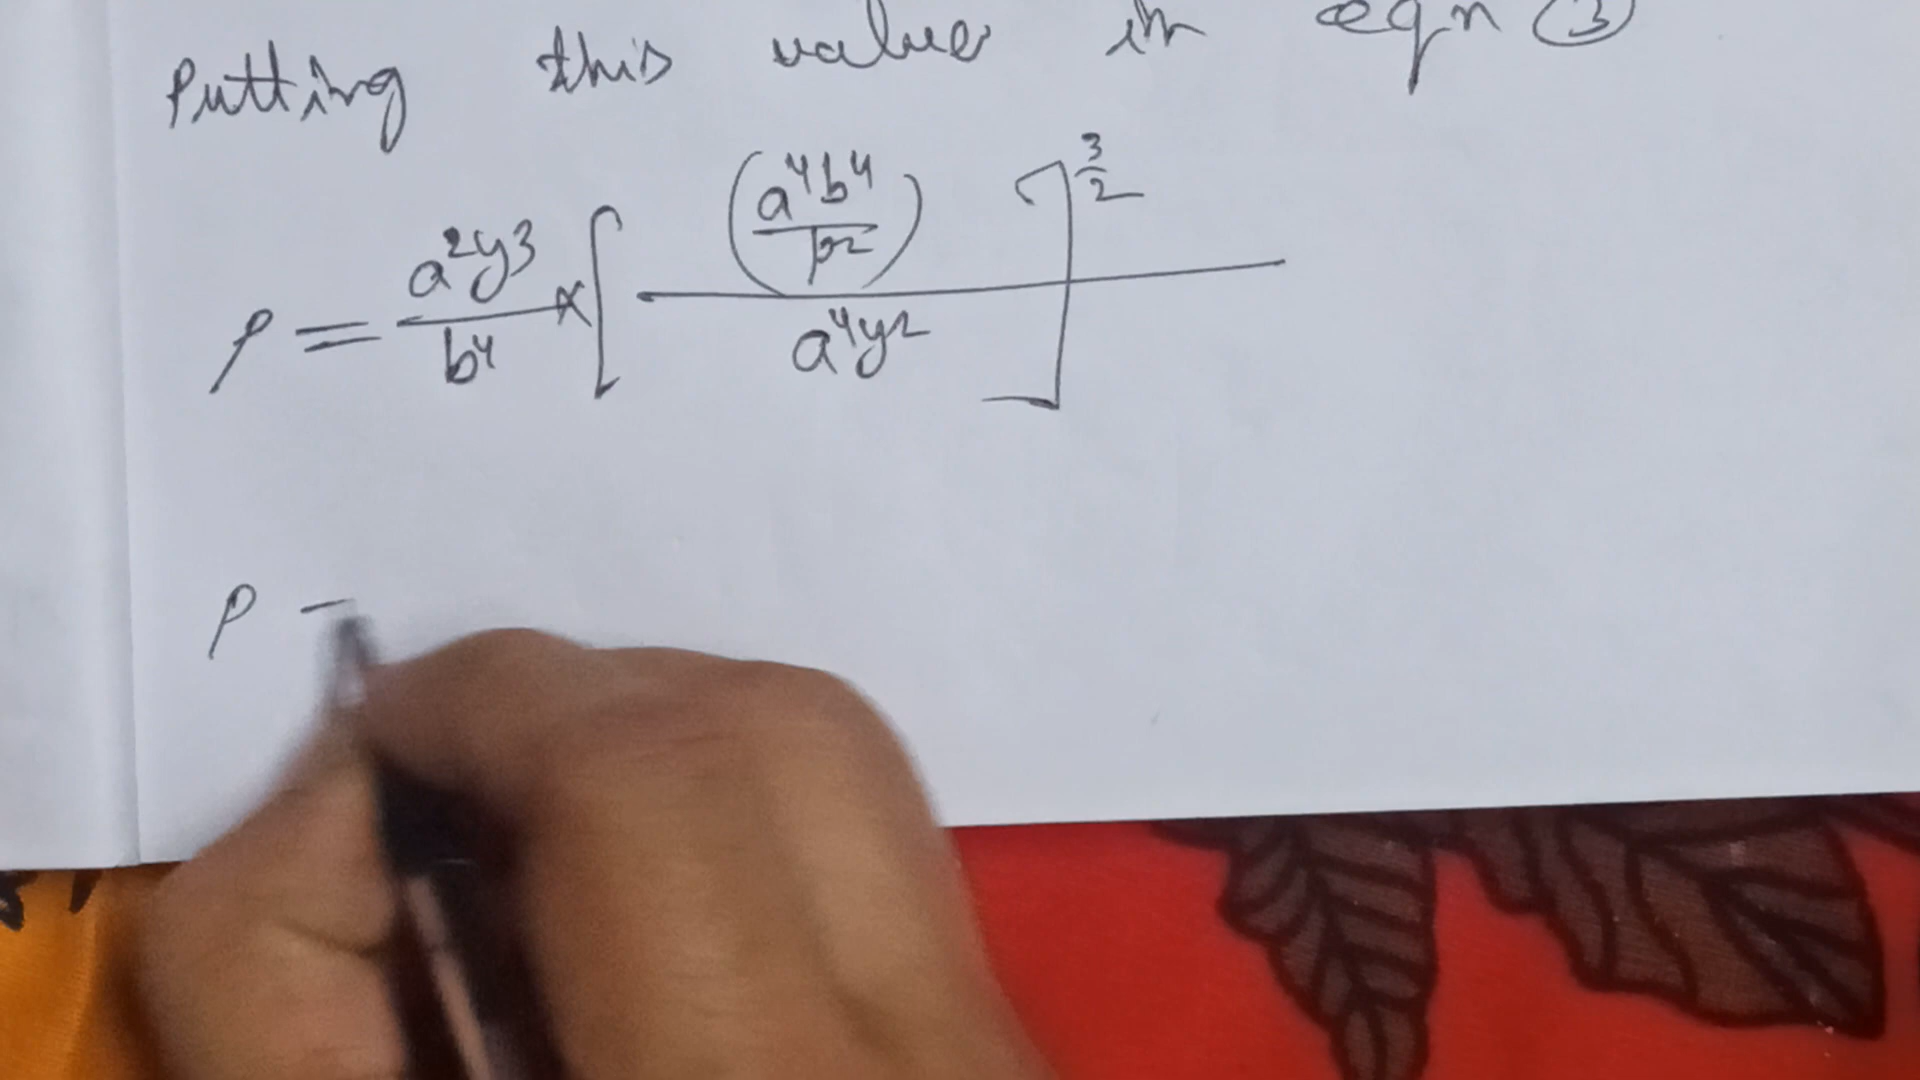 Putting this value in eqn ③
ρ = a²y³/b⁴ × [(a⁴b⁴/p²)/a⁴y²]^3/2
ρ =